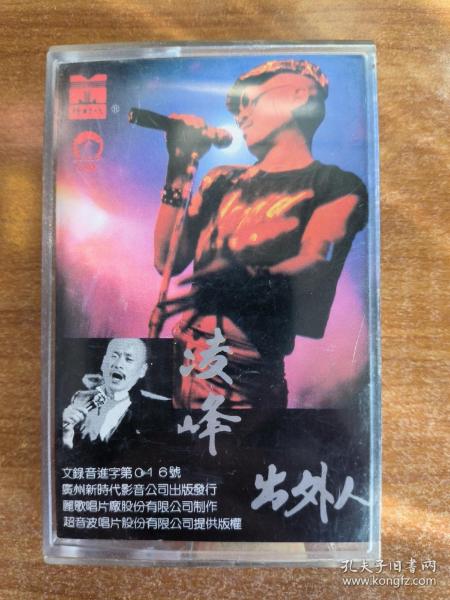 ®
凌峰
出外人
文錄音進字第016號
廣州新時代影音公司出版發行
麗歌唱片廠股份有限公司制作
超音波唱片股份有限公司提供版權
孔夫子旧书网
www.kongfz.com